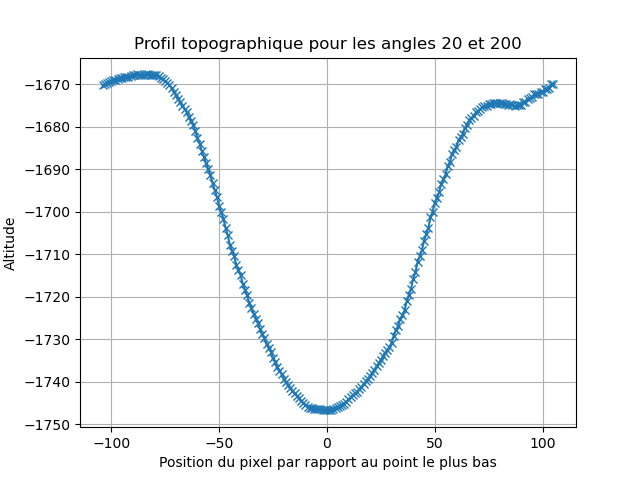 Profil topographique pour les angles 20 et 200
Altitude
−1670
−1680
−1690
−1700
−1710
−1720
−1730
−1740
−1750
−100 −50 0 50 100
Position du pixel par rapport au point le plus bas